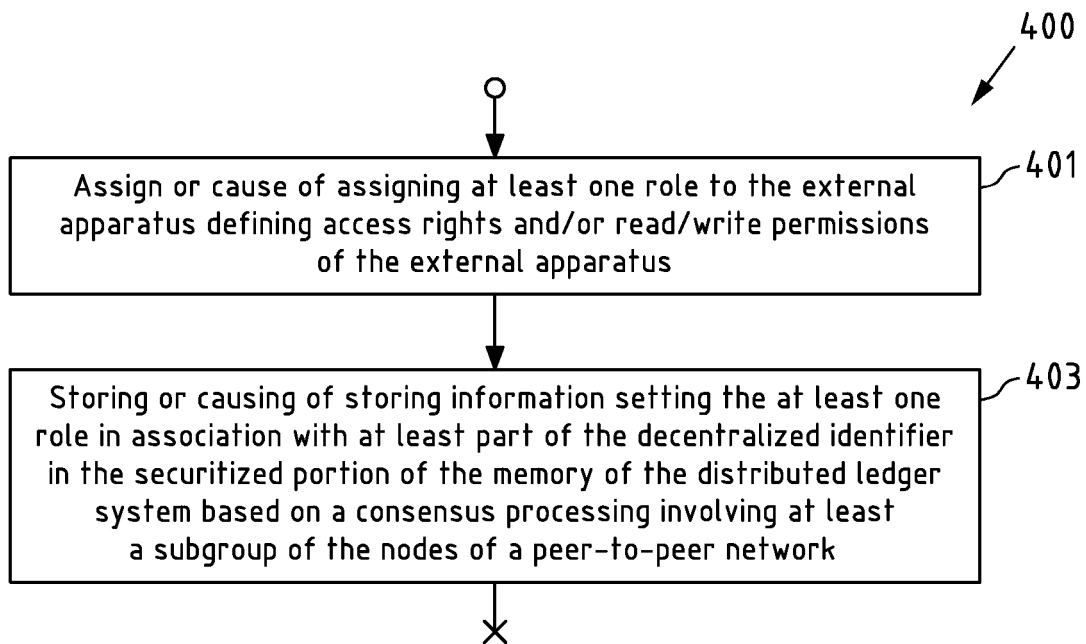 400
401
Assign or cause of assigning at least one role to the external
apparatus defining access rights and/or read/write permissions
of the external apparatus
403
Storing or causing of storing information setting the at least one
role in association with at least part of the decentralized identifier
in the securitized portion of the memory of the distributed ledger
system based on a consensus processing involving at least
a subgroup of the nodes of a peer-to-peer network